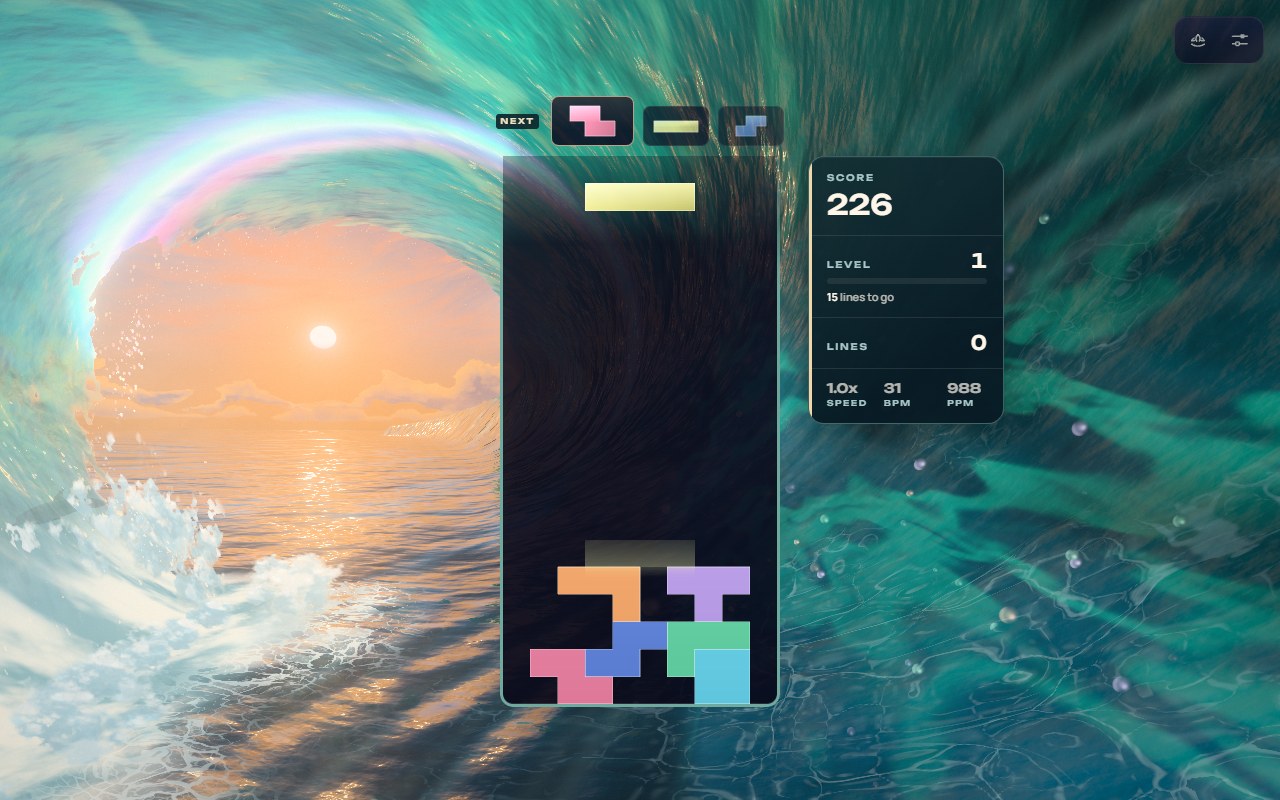 NEXT
SCORE
226
LEVEL 1
15 lines to go
LINES 0
1.0x 31 988
SPEED BPM PPM